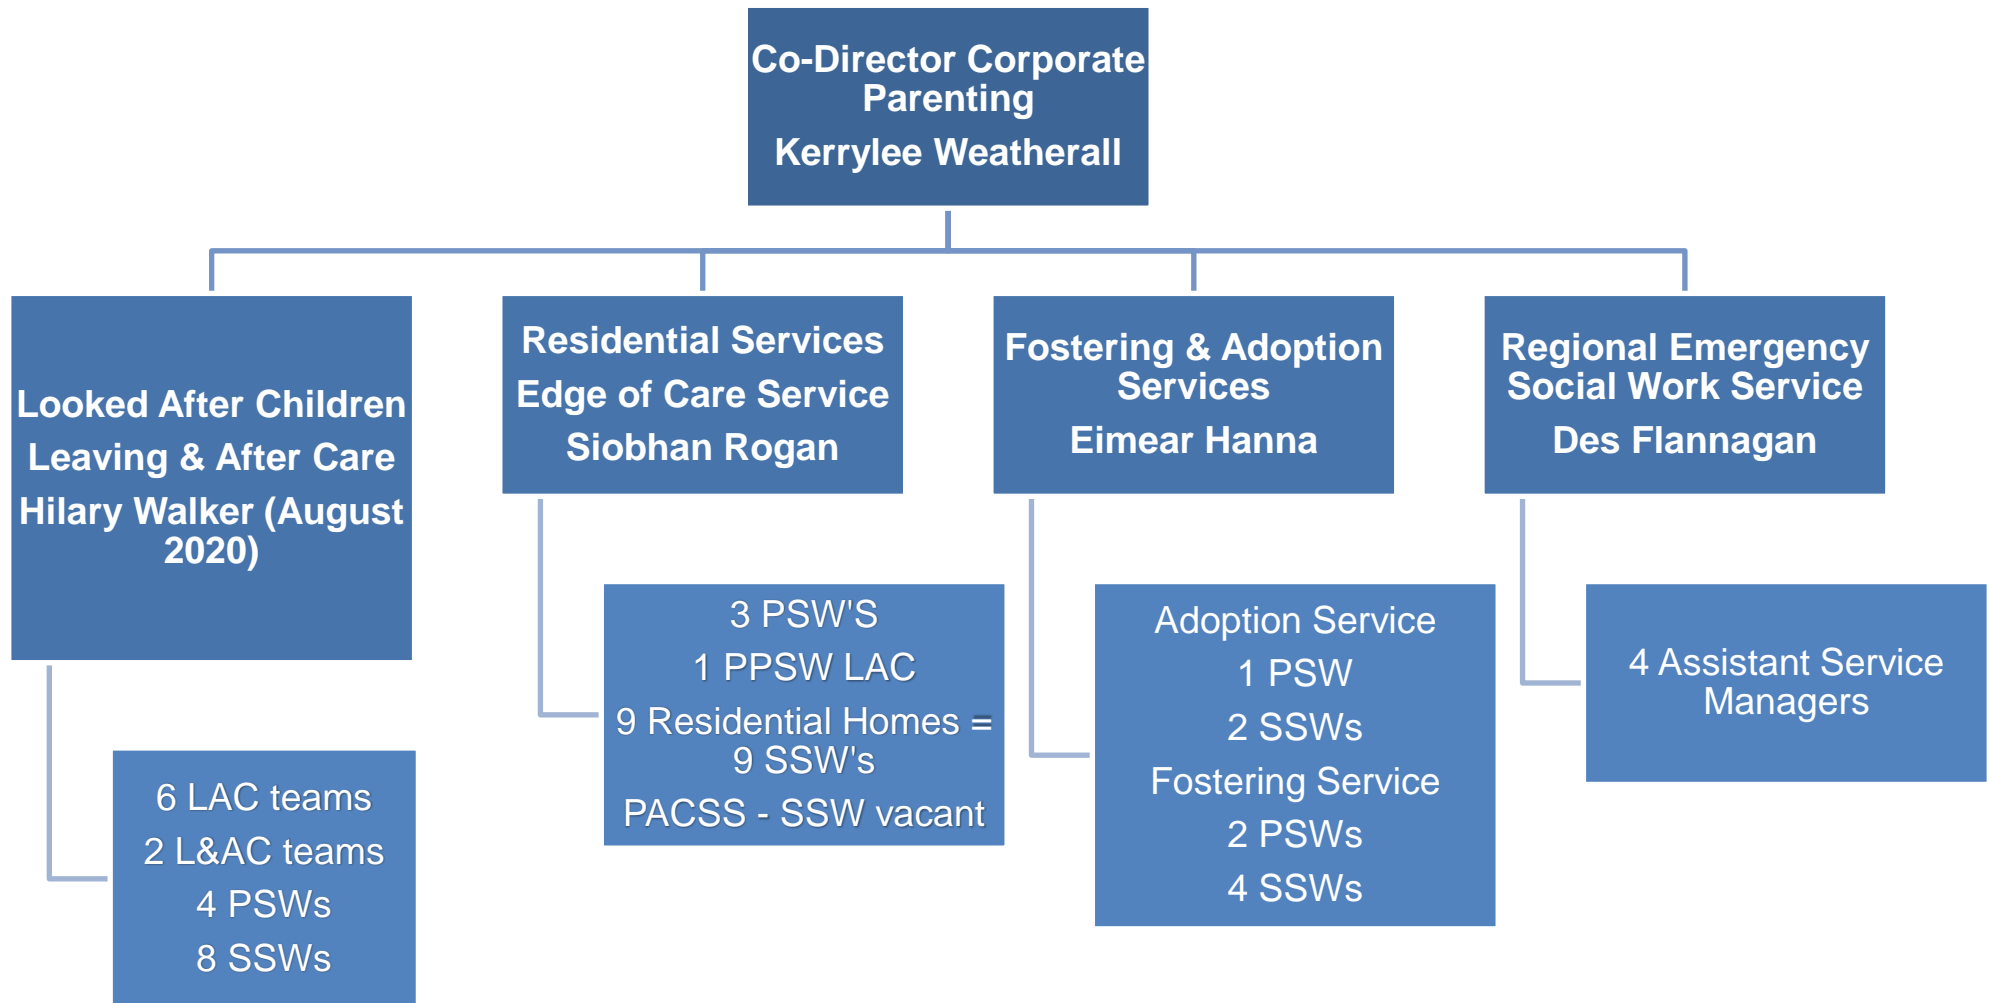 Co-Director Corporate
Parenting
Kerrylee Weatherall
Looked After Children
Leaving & After Care
Hilary Walker (August
2020)
6 LAC teams
2 L&AC teams
4 PSWs
8 SSWs
Residential Services
Edge of Care Service
Siobhan Rogan
3 PSW'S
1 PPSW LAC
9 Residential Homes =
9 SSW's
PACSS - SSW vacant
Fostering & Adoption
Services
Eimear Hanna
Adoption Service
1 PSW
2 SSWs
Fostering Service
2 PSWs
4 SSWs
Regional Emergency
Social Work Service
Des Flannagan
4 Assistant Service
Managers